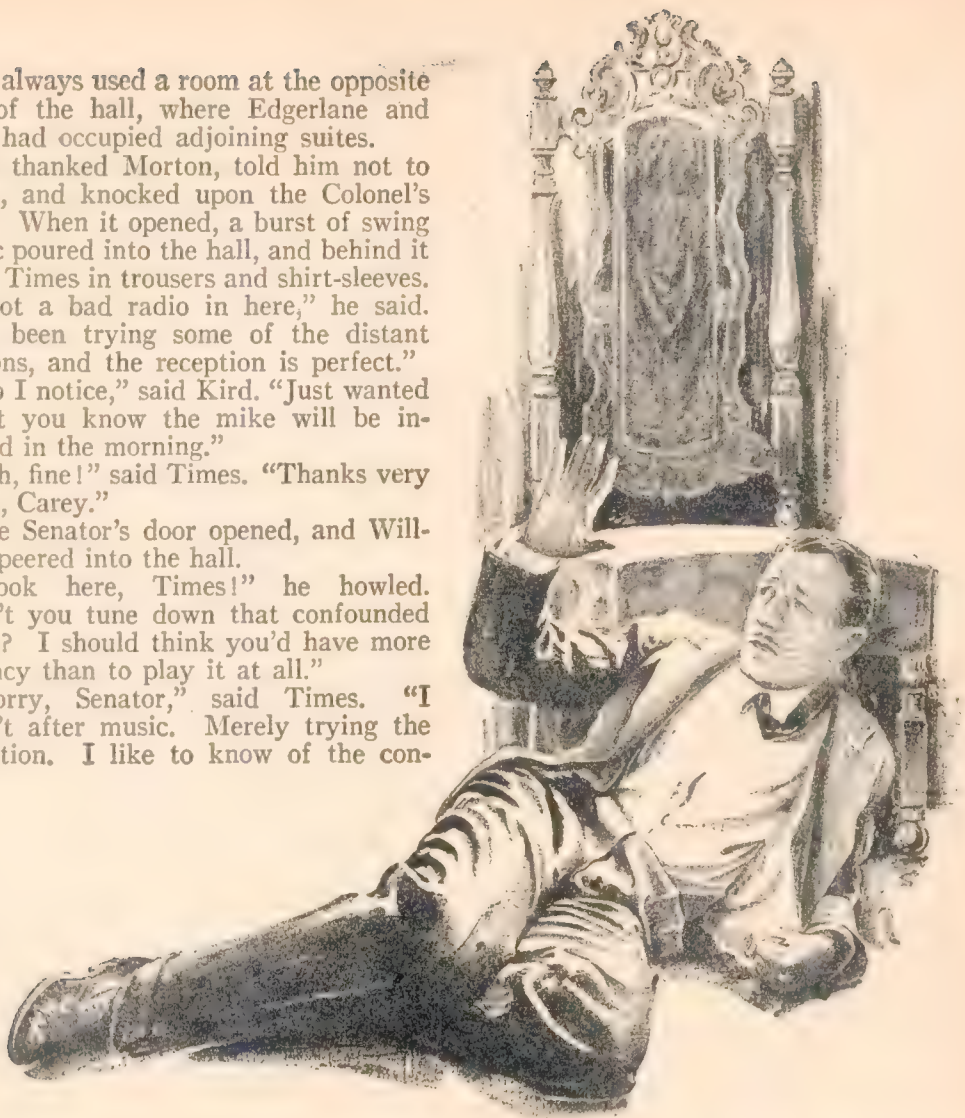 always used a room at the opposite
of the hall, where Edgerlane and
had occupied adjoining suites.
thanked Morton, told him not to
, and knocked upon the Colonel's
When it opened, a burst of swing
c poured into the hall, and behind it
Times in trousers and shirt-sleeves.
ot a bad radio in here," he said.
been trying some of the distant
ons, and the reception is perfect."
o I notice," said Kird. "Just wanted
t you know the mike will be in-
d in the morning."
h, fine!" said Times. "Thanks very
, Carey."
e Senator's door opened, and Will-
peered into the hall.
ook here, Times!" he howled.
't you tune down that confounded
? I should think you'd have more
ncy than to play it at all."
orry, Senator," said Times. "I
't after music. Merely trying the
ption. I like to know of the con-